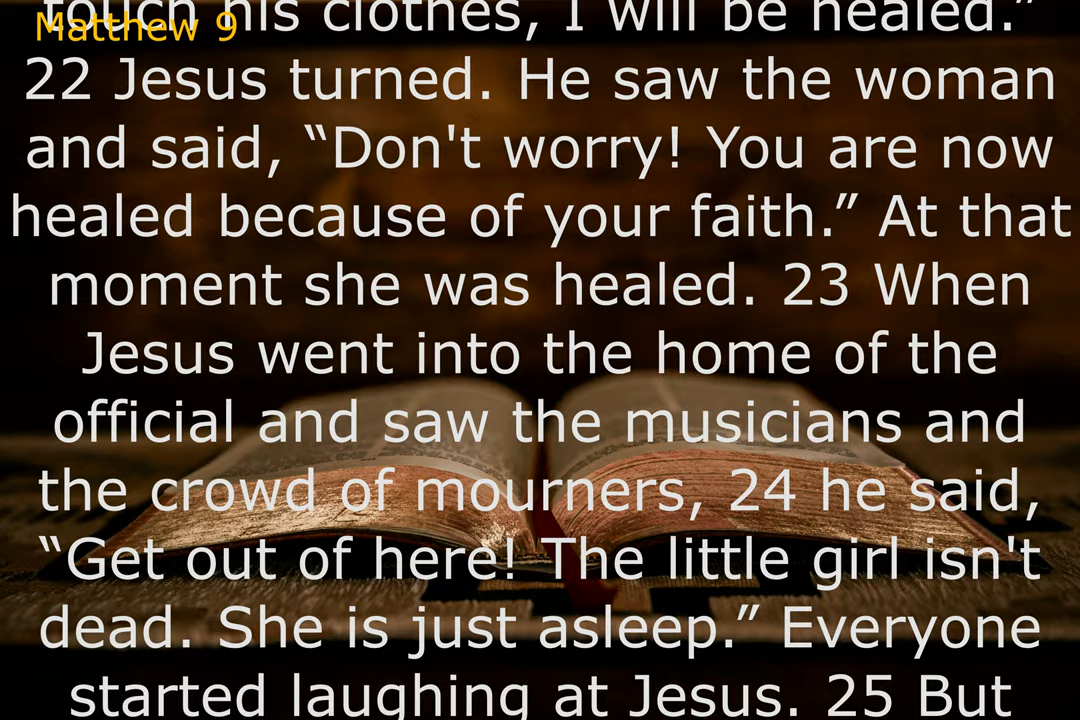 touch his clothes, I will be healed.”
Matthew 9
22 Jesus turned. He saw the woman
and said, “Don't worry! You are now
healed because of your faith.” At that
moment she was healed. 23 When
Jesus went into the home of the
official and saw the musicians and
the crowd of mourners, 24 he said,
“Get out of here! The little girl isn't
dead. She is just asleep.” Everyone
started laughing at Jesus. 25 But